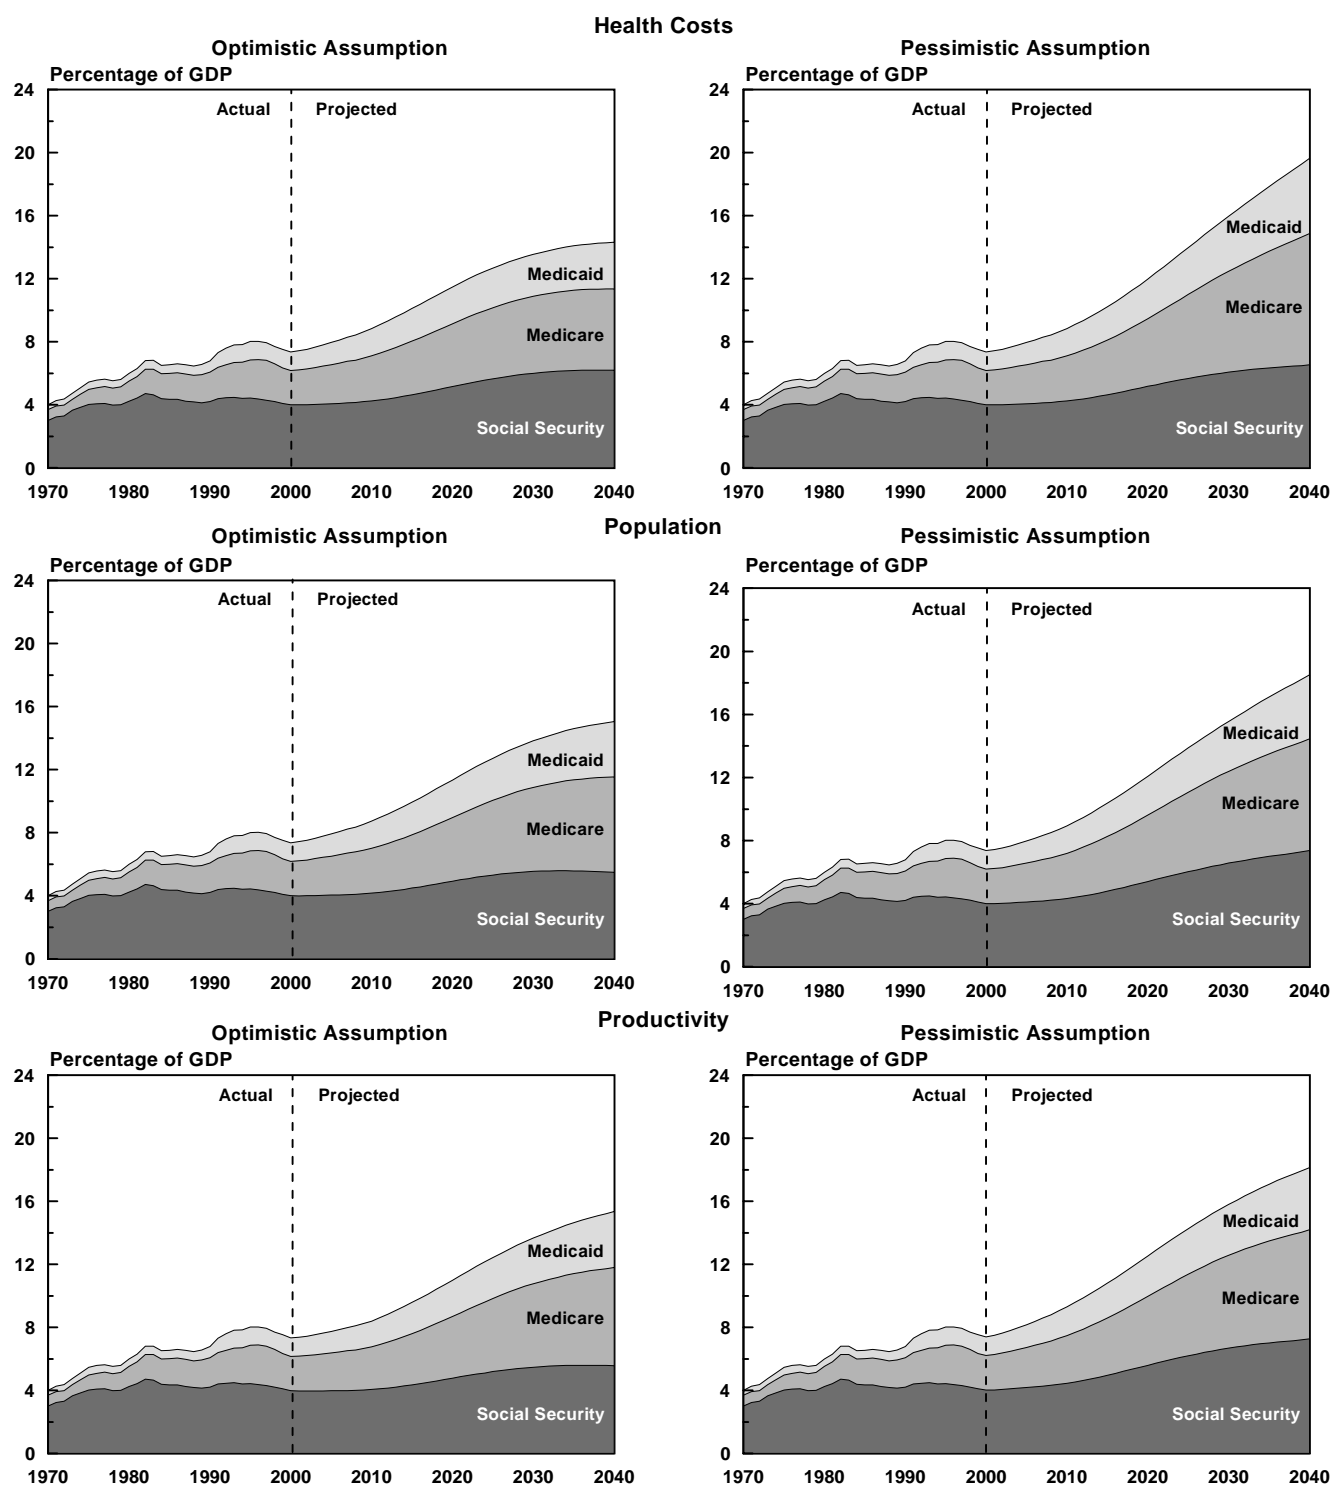 Health Costs
Optimistic Assumption Pessimistic Assumption
Percentage of GDP Percentage of GDP
24 Actual Projected 24 Actual Projected
20 20
16 16
Medicaid
12 Medicaid 12
Medicare
8 Medicare 8
4 4
Social Security Social Security
0 0
1970 1980 1990 2000 2010 2020 2030 2040 1970 1980 1990 2000 2010 2020 2030 2040
Population
Optimistic Assumption Pessimistic Assumption
Percentage of GDP Percentage of GDP
24 Actual Projected 24 Actual Projected
20 20
16 16
Medicaid Medicaid
12 12
Medicare Medicare
8 8
4 4
Social Security Social Security
0 0
1970 1980 1990 2000 2010 2020 2030 2040 1970 1980 1990 2000 2010 2020 2030 2040
Productivity
Optimistic Assumption Pessimistic Assumption
Percentage of GDP Percentage of GDP
24 Actual Projected 24 Actual Projected
20 20
16 16
Medicaid Medicaid
12 12
Medicare Medicare
8 8
4 4
Social Security Social Security
0 0
1970 1980 1990 2000 2010 2020 2030 2040 1970 1980 1990 2000 2010 2020 2030 2040